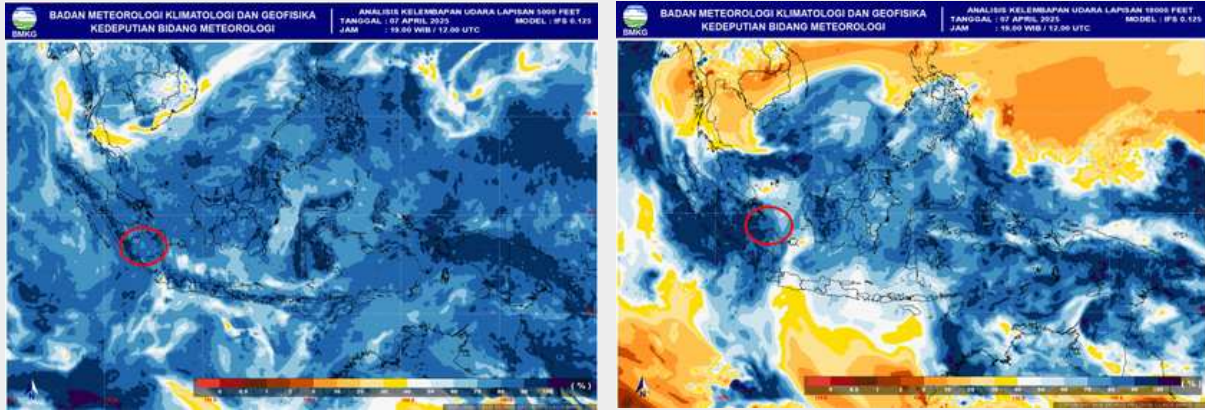 BADAN METEOROLOGI KLIMATOLOGI DAN GEOFISIKA
KEDEPUTIAN BIDANG METEOROLOGI
BMKG
ANALISIS KELEMBAPAN UDARA LAPISAN 5000 FEET
TANGGAL : 07 APRIL 2025 MODEL : IFS 0.125
JAM : 19.00 WIB / 12.00 UTC
( % )
BADAN METEOROLOGI KLIMATOLOGI DAN GEOFISIKA
KEDEPUTIAN BIDANG METEOROLOGI
BMKG
ANALISIS KELEMBAPAN UDARA LAPISAN 18000 FEET
TANGGAL : 07 APRIL 2025 MODEL : IFS 0.125
JAM : 19.00 WIB / 12.00 UTC
( % )